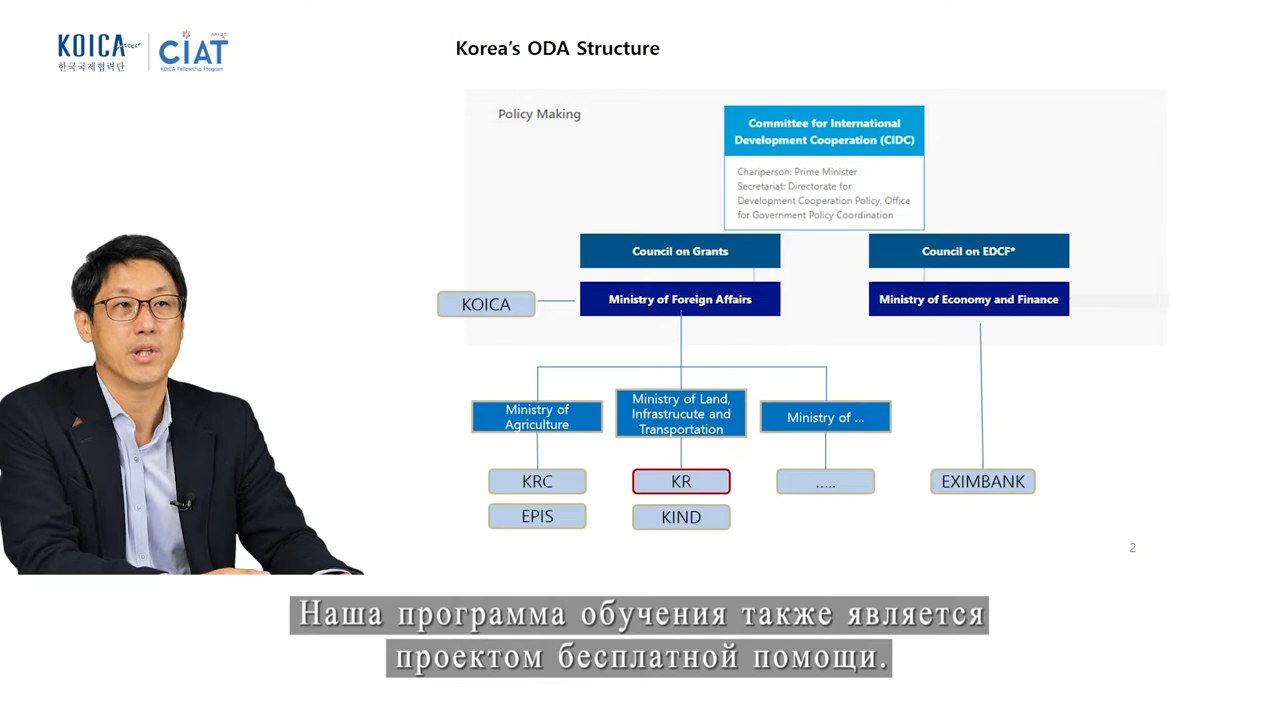 KOICA
한국국제협력단
CIAT
KOICA Fellowship Program
Korea's ODA Structure
Policy Making
Committee for International
Development Cooperation (CIDC)
Chariperson: Prime Minister
Secretariat: Directorate for
Development Cooperation Policy, Office
for Government Policy Coordination
Council on Grants
Council on EDCF*
KOICA
Ministry of Foreign Affairs
Ministry of Economy and Finance
Ministry of
Agriculture
Ministry of Land,
Infrastrucute and
Transportation
Ministry of ...
KRC
KR
.....
EXIMBANK
EPIS
KIND
2
Наша программа обучения также является
проектом бесплатной помощи.